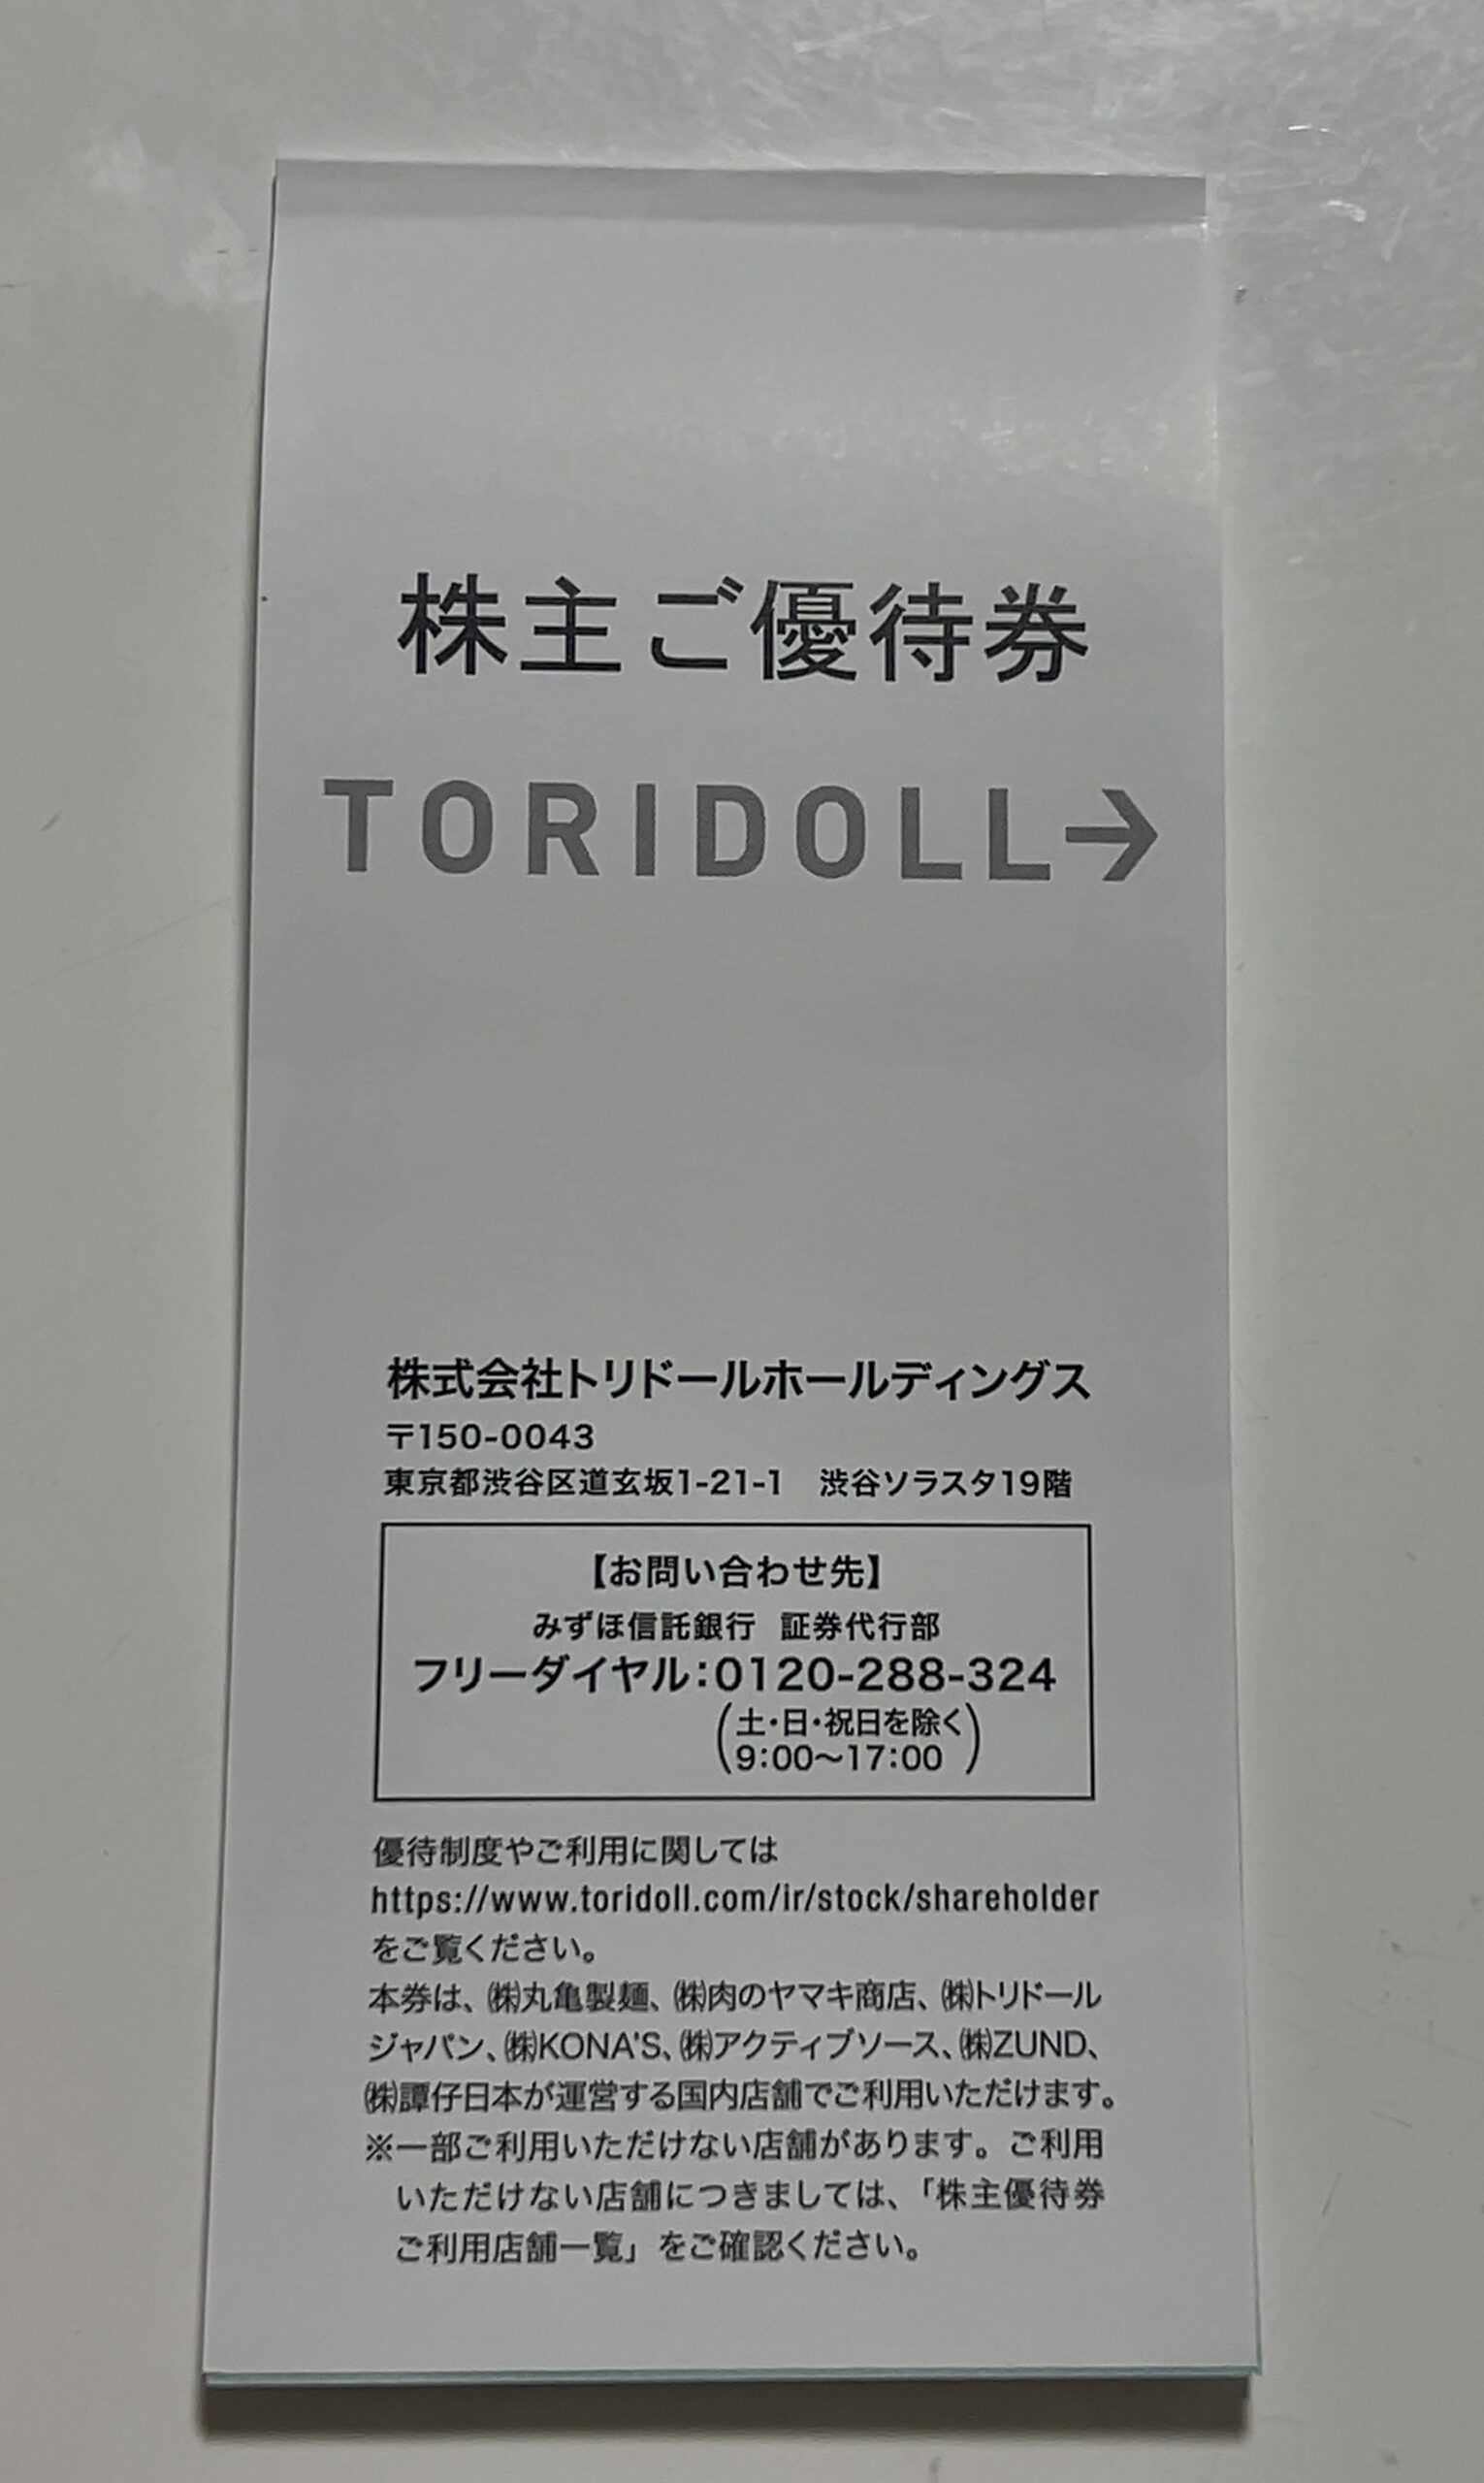 株主ご優待券
TORIDOLL→
株式会社トリドールホールディングス
〒150-0043
東京都渋谷区道玄坂1-21-1　渋谷ソラスタ19階
【お問い合わせ先】
みずほ信託銀行 証券代行部
フリーダイヤル：0120-288-324
（土・日・祝日を除く
9：00〜17：00）
優待制度やご利用に関しては
https://www.toridoll.com/ir/stock/shareholder
をご覧ください。
本券は、㈱丸亀製麺、㈱肉のヤマキ商店、㈱トリドール
ジャパン、㈱KONA'S、㈱アクティブソース、㈱ZUND、
㈱譚仔日本が運営する国内店舗でご利用いただけます。
※一部ご利用いただけない店舗があります。ご利用
いただけない店舗につきましては、「株主優待券
ご利用店舗一覧」をご確認ください。